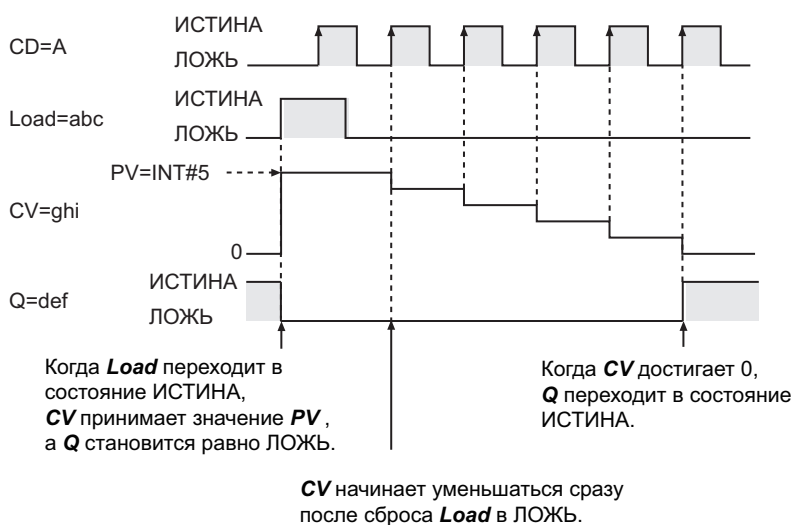 ИСТИНА
CD=A
ЛОЖЬ
ИСТИНА
Load=abc
ЛОЖЬ
PV=INT#5
CV=ghi
0
ИСТИНА
Q=def
ЛОЖЬ
Когда Load переходит в
состояние ИСТИНА,
CV принимает значение PV ,
а Q становится равно ЛОЖЬ.
Когда CV достигает 0,
Q переходит в состояние
ИСТИНА.
CV начинает уменьшаться сразу
после сброса Load в ЛОЖЬ.